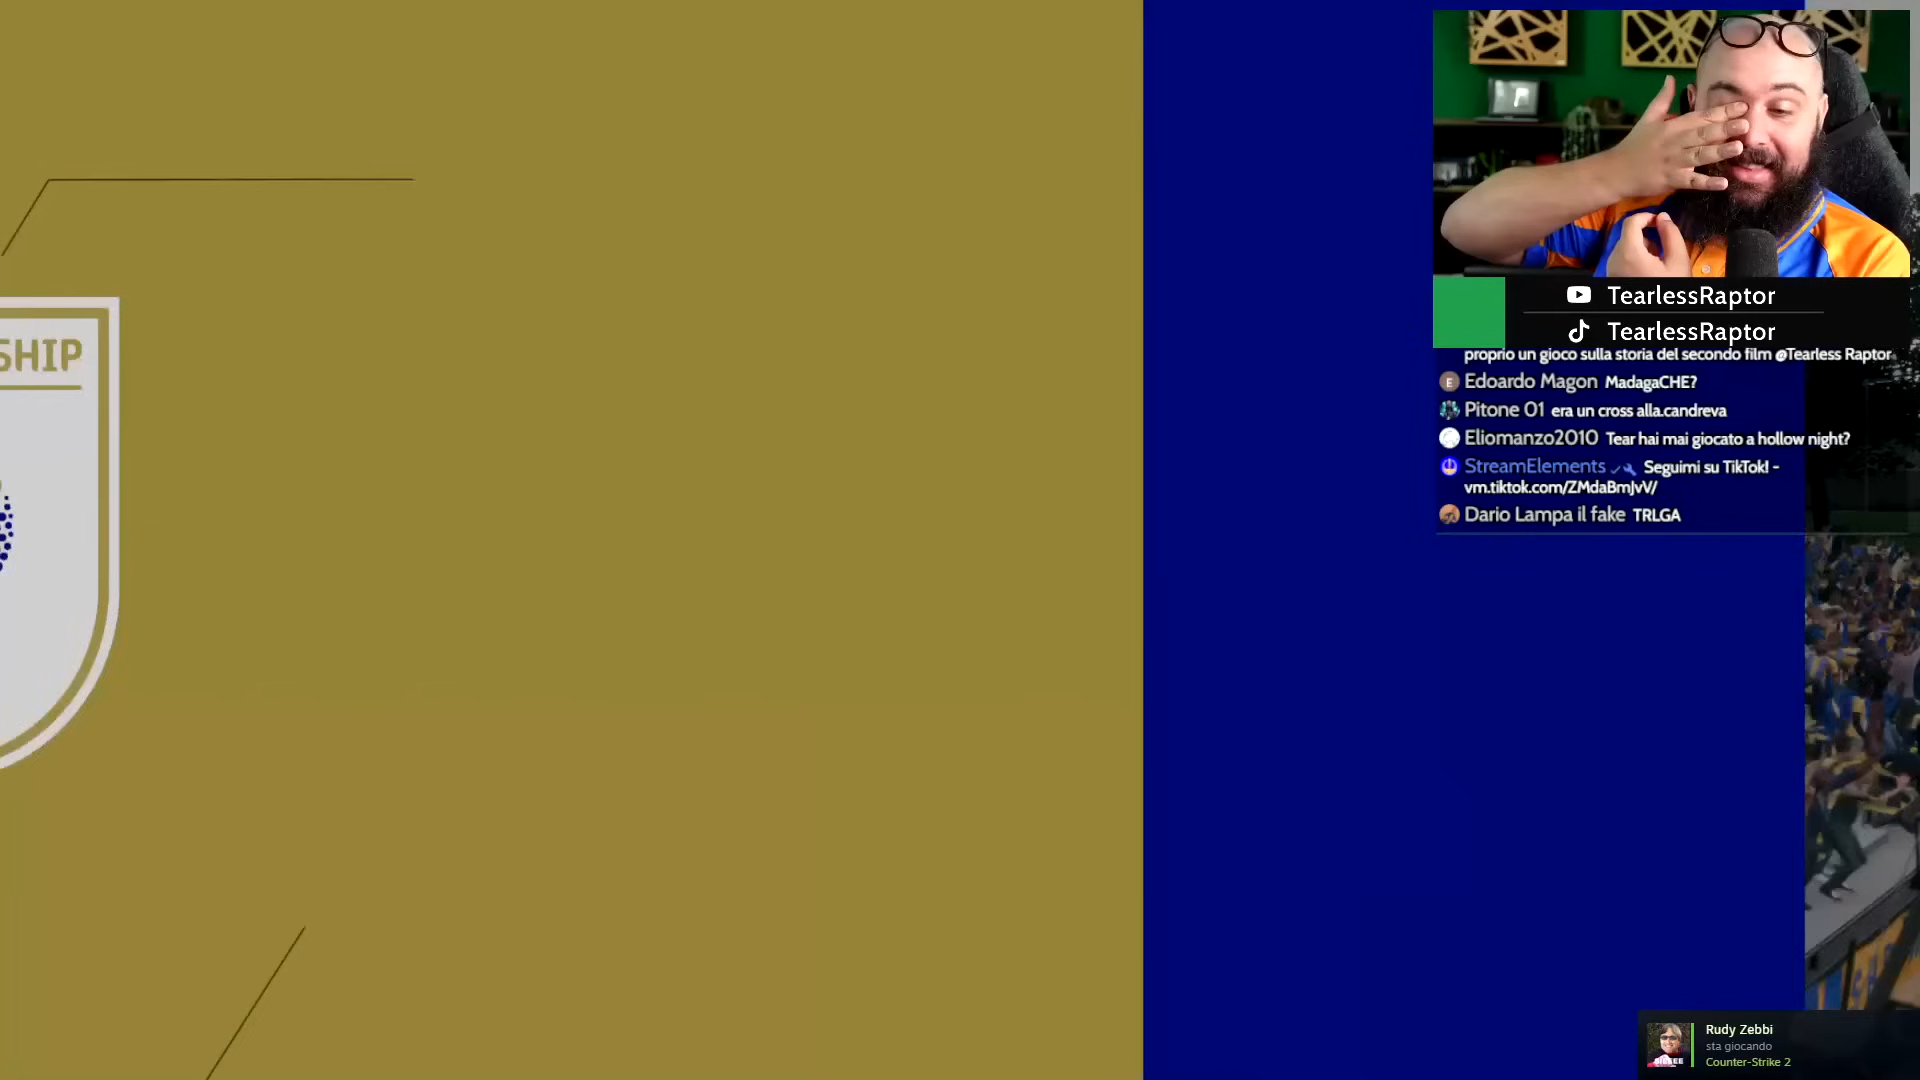 SHIP
TearlessRaptor
TearlessRaptor
proprio un gioco sulla storia del secondo film @Tearless Raptor
E Edoardo Magon MadagaCHE?
Pitone 01 era un cross alla.candreva
Eliomanzo2010 Tear hai mai giocato a hollow night?
StreamElements Seguimi su TikTok! -
vm.tiktok.com/ZMdaBmJvV/
Dario Lampa il fake TRLGA
Rudy Zebbi
sta giocando
Counter-Strike 2